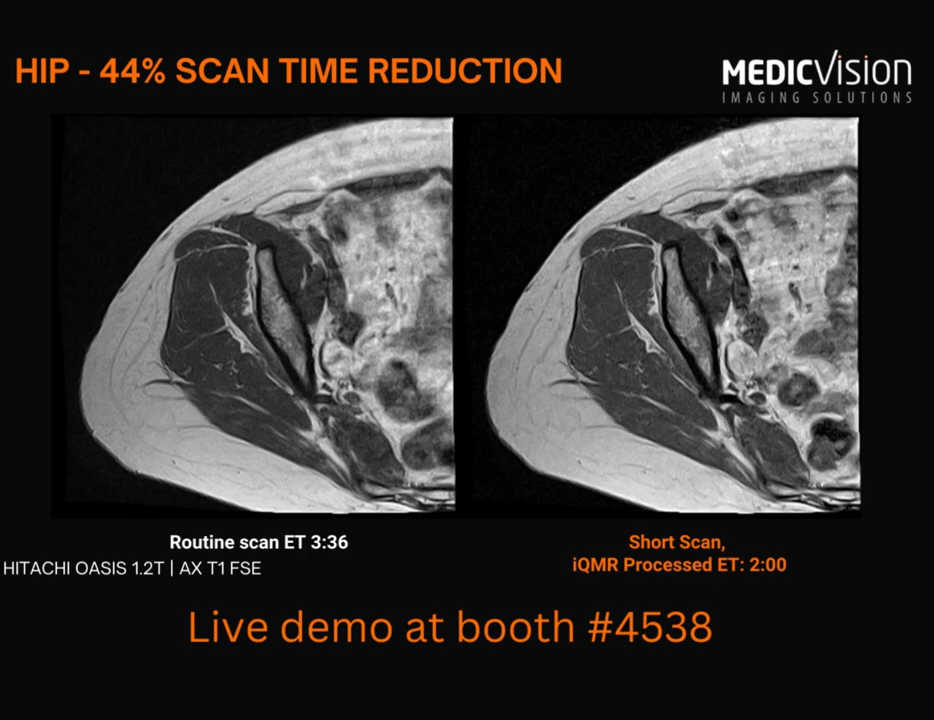 HIP - 44% SCAN TIME REDUCTION
MEDICVision
IMAGING SOLUTIONS
Routine scan ET 3:36
HITACHI OASIS 1.2T | AX T1 FSE
Short Scan,
iQMR Processed ET: 2:00
Live demo at booth #4538